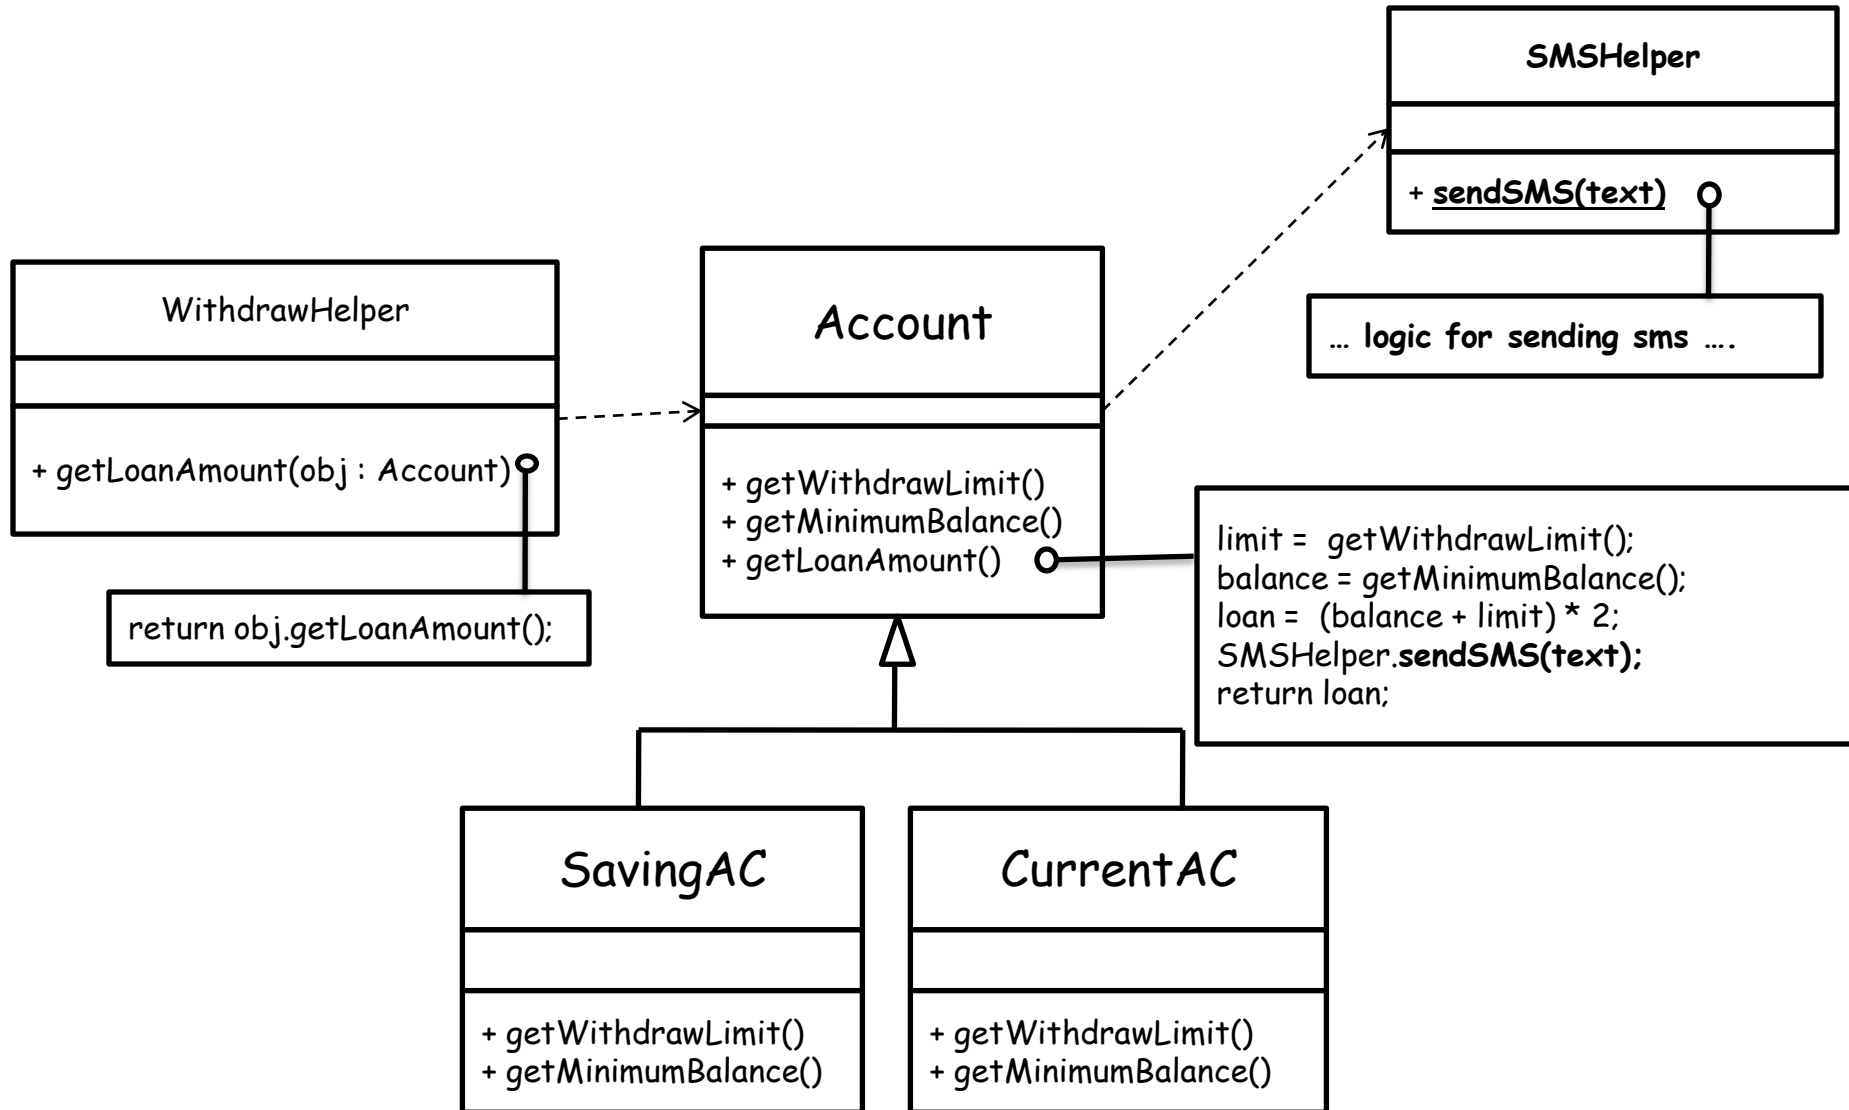 SMSHelper
+ sendSMS(text)
… logic for sending sms ….
WithdrawHelper
+ getLoanAmount(obj : Account)
return obj.getLoanAmount();
Account
+ getWithdrawLimit()
+ getMinimumBalance()
+ getLoanAmount()
limit = getWithdrawLimit();
balance = getMinimumBalance();
loan = (balance + limit) * 2;
SMSHelper.sendSMS(text);
return loan;
SavingAC
+ getWithdrawLimit()
+ getMinimumBalance()
CurrentAC
+ getWithdrawLimit()
+ getMinimumBalance()